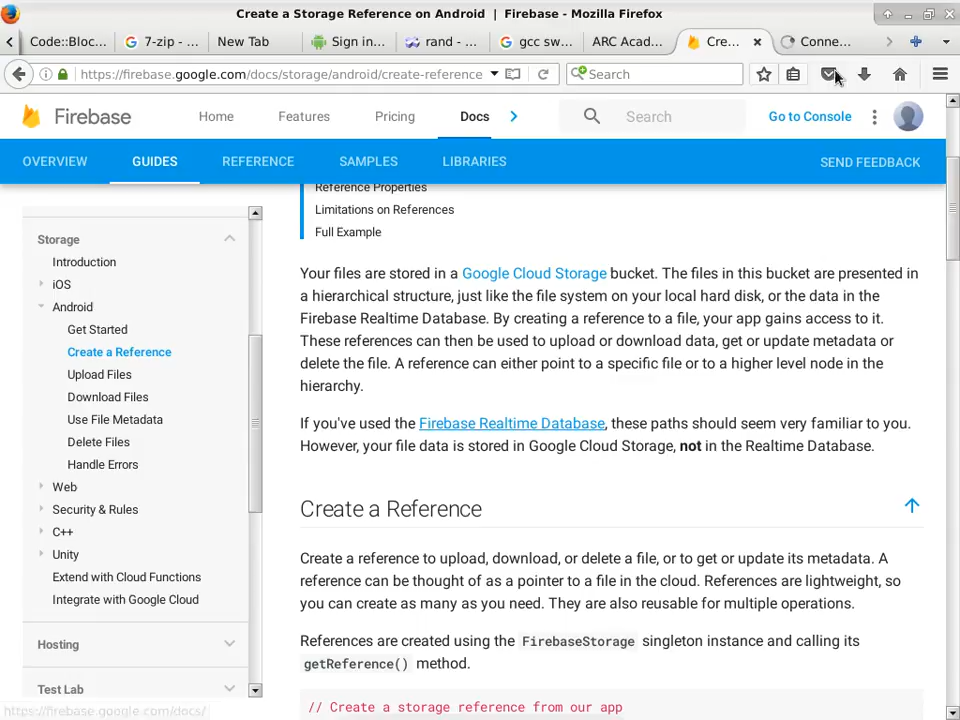 Create a Storage Reference on Android | Firebase - Mozilla Firefox
Code::Bloc... 7-zip - ... New Tab Sign in... rand - ... gcc sw... ARC Acad... Cre... Conne...
https://firebase.google.com/docs/storage/android/create-reference Search
Firebase Home Features Pricing Docs Search Go to Console
OVERVIEW GUIDES REFERENCE SAMPLES LIBRARIES SEND FEEDBACK
Storage
Introduction
iOS
Android
Get Started
Create a Reference
Upload Files
Download Files
Use File Metadata
Delete Files
Handle Errors
Web
Security & Rules
C++
Unity
Extend with Cloud Functions
Integrate with Google Cloud
Hosting
Test Lab
https://firebase.google.com/docs/
Reference Properties
Limitations on References
Full Example
Your files are stored in a Google Cloud Storage bucket. The files in this bucket are presented in
a hierarchical structure, just like the file system on your local hard disk, or the data in the
Firebase Realtime Database. By creating a reference to a file, your app gains access to it.
These references can then be used to upload or download data, get or update metadata or
delete the file. A reference can either point to a specific file or to a higher level node in the
hierarchy.
If you've used the Firebase Realtime Database, these paths should seem very familiar to you.
However, your file data is stored in Google Cloud Storage, not in the Realtime Database.
Create a Reference
Create a reference to upload, download, or delete a file, or to get or update its metadata. A
reference can be thought of as a pointer to a file in the cloud. References are lightweight, so
you can create as many as you need. They are also reusable for multiple operations.
References are created using the FirebaseStorage singleton instance and calling its
getReference() method.
// Create a storage reference from our app